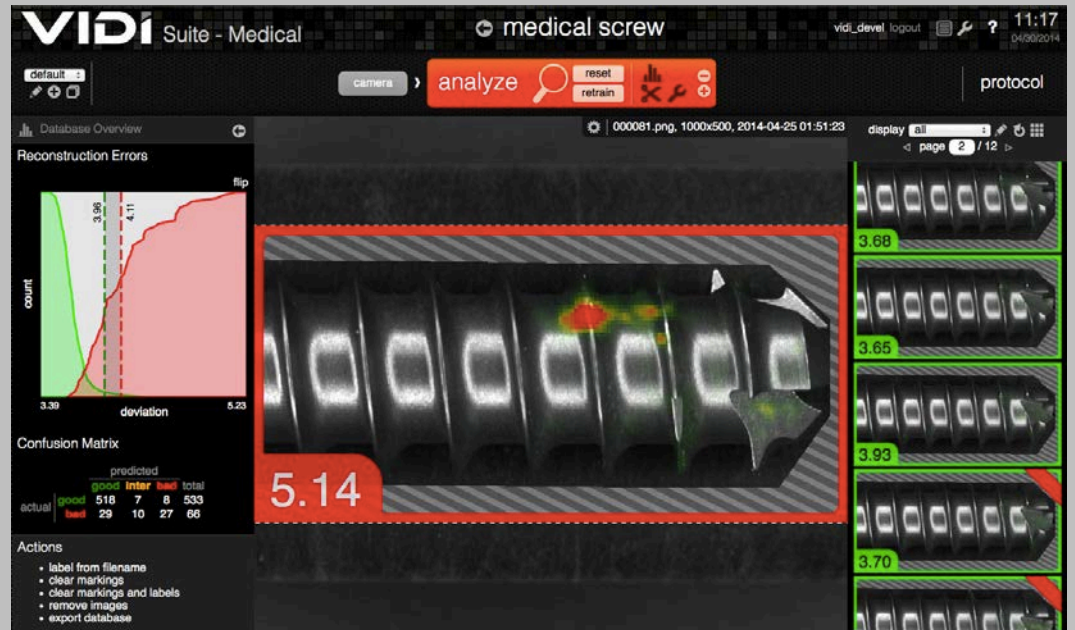 VIDI Suite - Medical
medical screw
vidi_devel logout
?
11:17
04/30/2014
default
camera
analyze
reset
retrain
protocol
Database Overview
000081.png, 1000x500, 2014-04-25 01:51:23
display all
page 2 / 12
Reconstruction Errors
flip
3.96
4.11
count
3.39
deviation
5.23
Confusion Matrix
predicted
good inter bad total
actual
good 518 7 8 533
bad 29 10 27 66
Actions
• label from filename
• clear markings
• clear markings and labels
• remove images
• export database
5.14
3.68
3.65
3.93
3.70